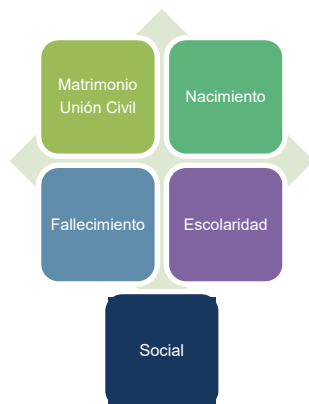 Matrimonio
Unión Civil
Nacimiento
Fallecimiento
Escolaridad
Social